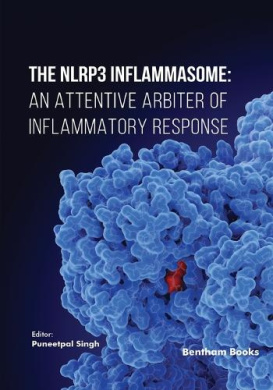 THE NLRP3 INFLAMMASOME:
AN ATTENTIVE ARBITER OF
INFLAMMATORY RESPONSE
Editor:
Puneetpal Singh
Bentham Books